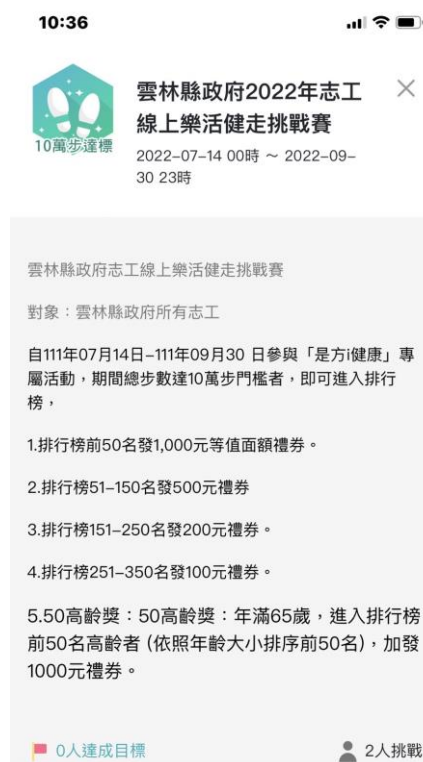 10:36
雲林縣政府2022年志工
線上樂活健走挑戰賽
10萬步達標
2022-07-14 00時 ~ 2022-09-
30 23時
雲林縣政府志工線上樂活健走挑戰賽
對象：雲林縣政府所有志工
自111年07月14日-111年09月30 日參與「是方i健康」專
屬活動，期間總步數達10萬步門檻者，即可進入排行
榜，
1.排行榜前50名發1,000元等值面額禮券。
2.排行榜51-150名發500元禮券
3.排行榜151-250名發200元禮券。
4.排行榜251-350名發100元禮券。
5.50高齡獎：50高齡獎：年滿65歲，進入排行榜
前50名高齡者 (依照年齡大小排序前50名)，加發
1000元禮券。
0人達成目標
2人挑戰